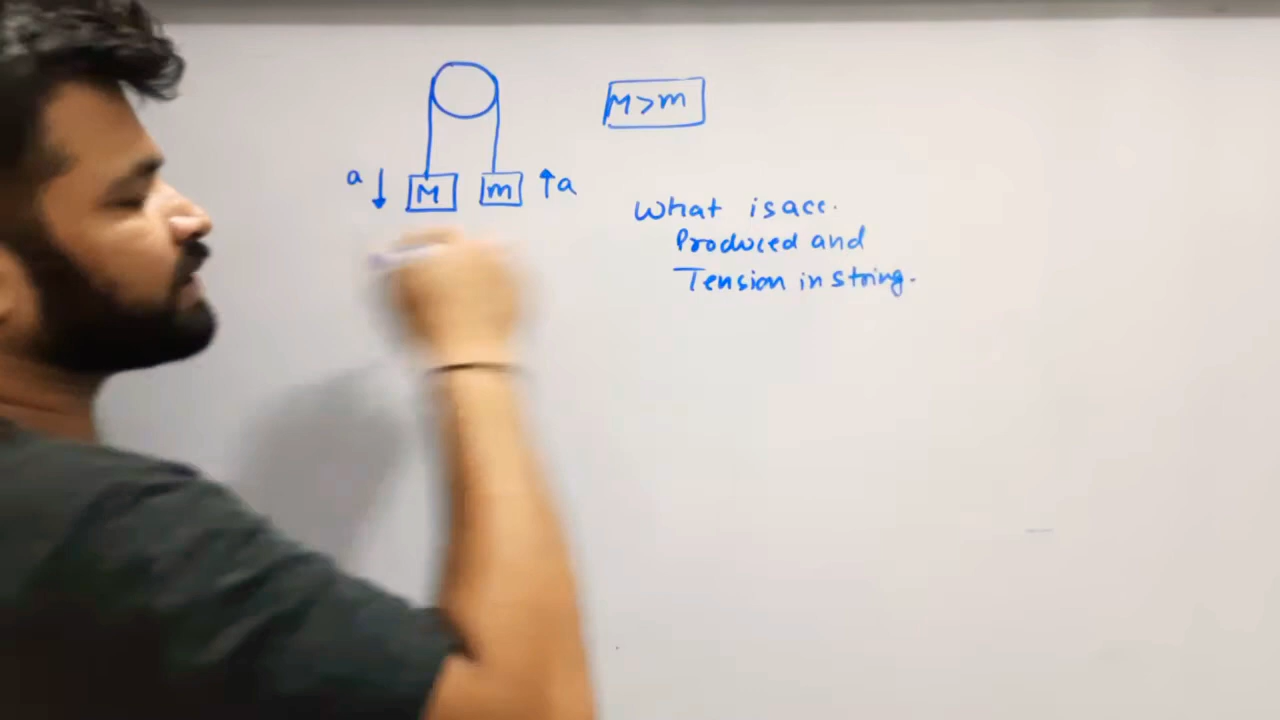 M>m
a M m a
What is acc.
Produced and
Tension in string.